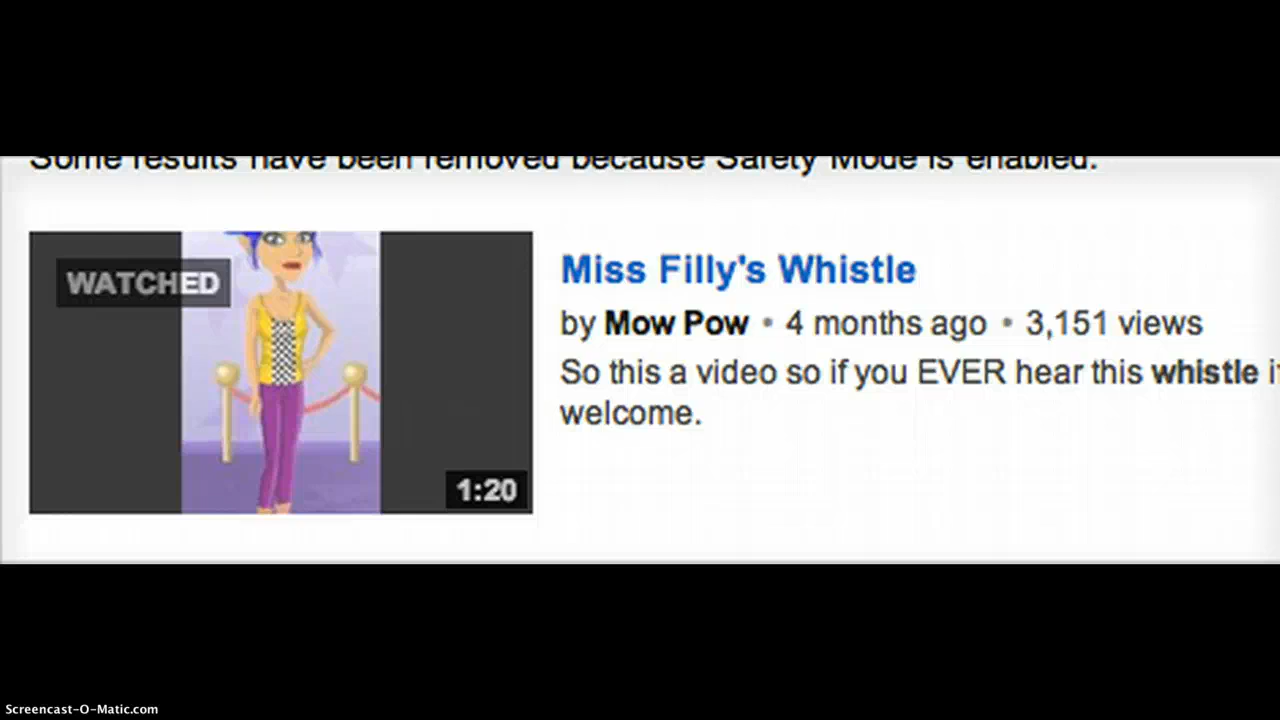 Some results have been removed because Safety Mode is enabled.
WATCHED
1:20
Miss Filly's Whistle
by Mow Pow • 4 months ago • 3,151 views
So this a video so if you EVER hear this whistle
welcome.
Screencast-O-Matic.com